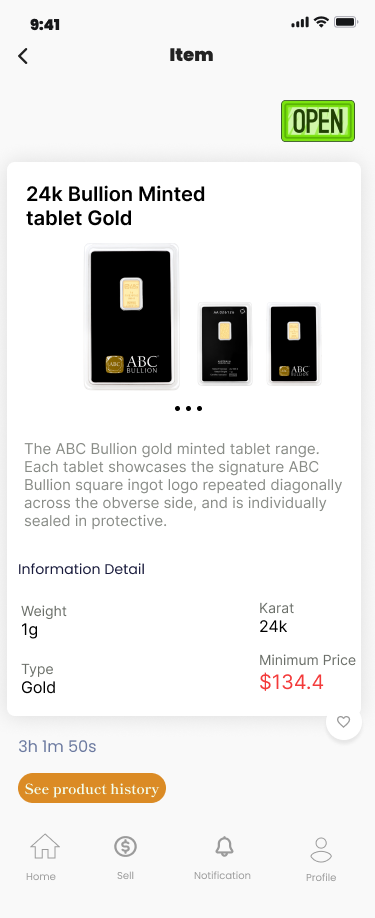 9:41
Item
OPEN
24k Bullion Minted
tablet Gold
ABC
BULLION
ABC
BULLION
The ABC Bullion gold minted tablet range.
Each tablet showcases the signature ABC
Bullion square ingot logo repeated diagonally
across the obverse side, and is individually
sealed in protective.
Information Detail
Weight
1g
Karat
24k
Type
Gold
Minimum Price
$134.4
3h 1m 50s
See product history
Home
Sell
Notification
Profile